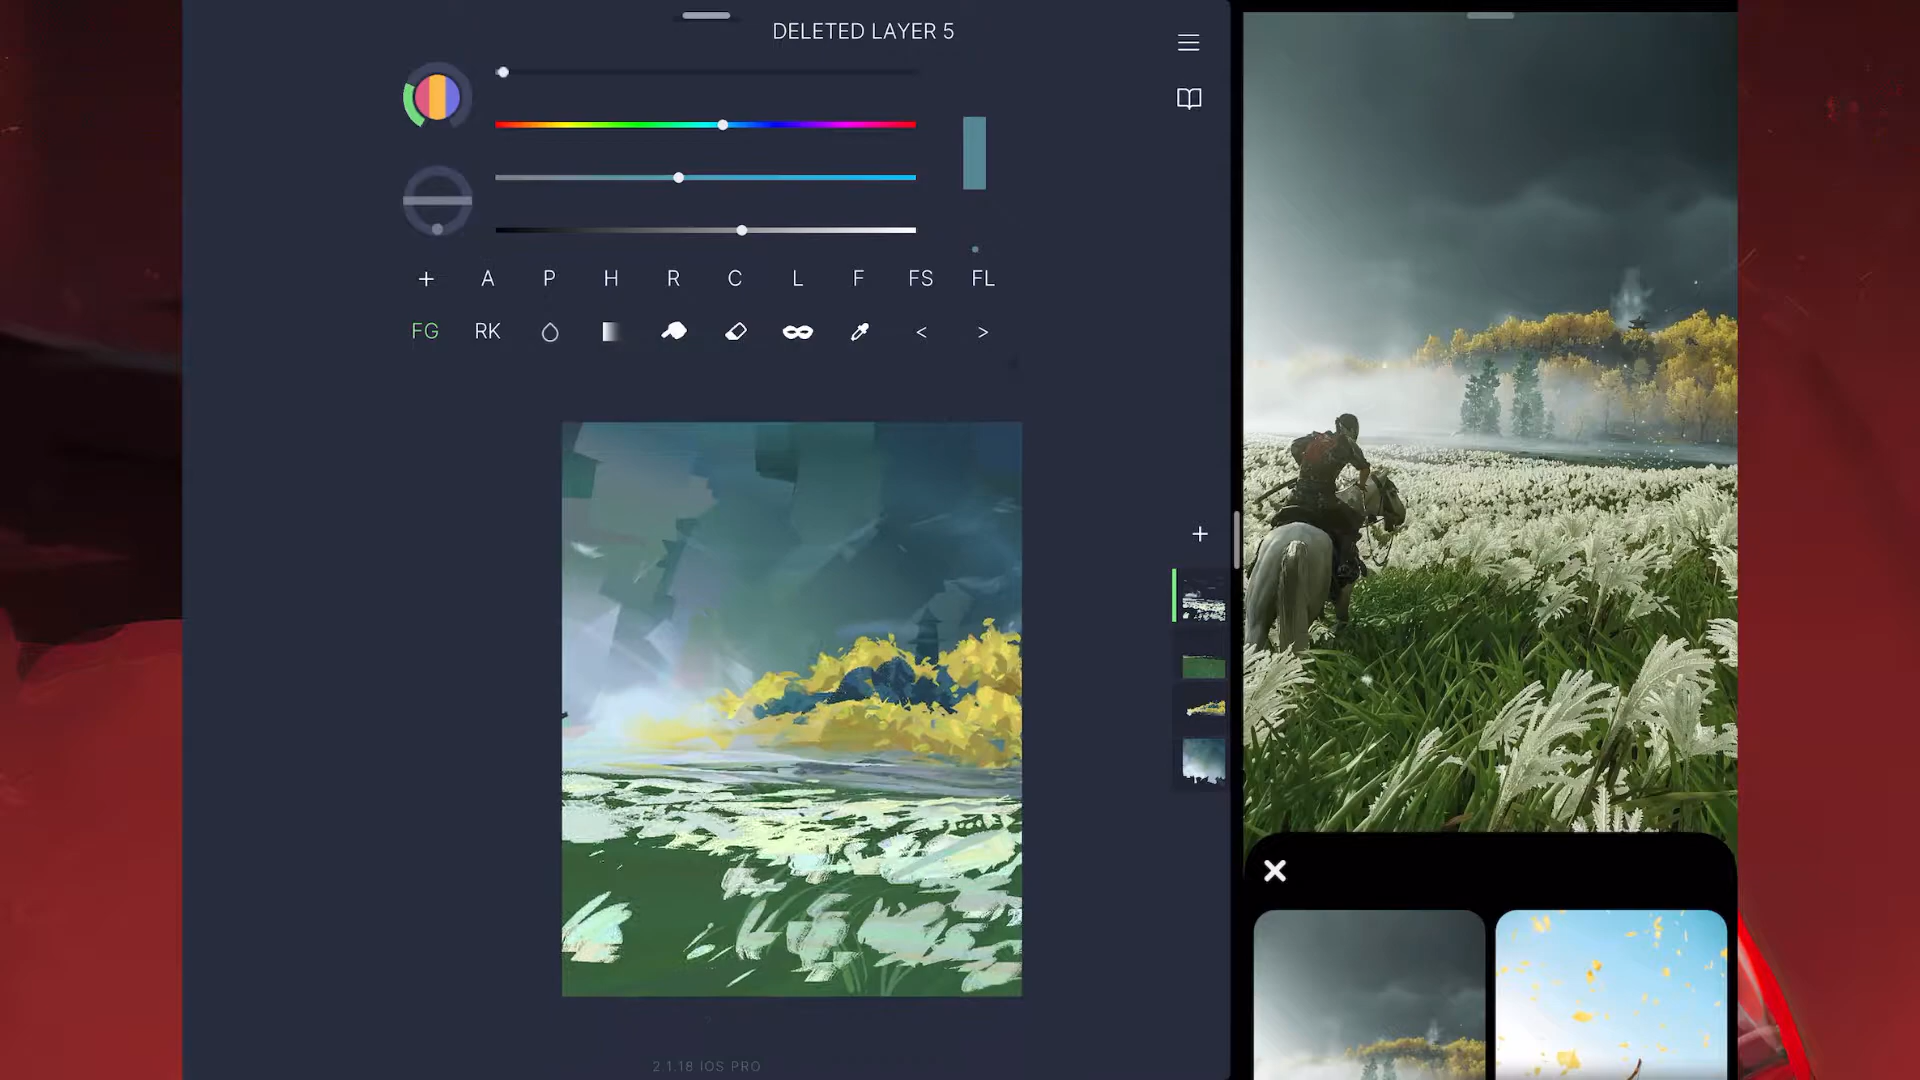 DELETED LAYER 5
+ A P H R C L F FS FL
FG RK < >
+
2.1.18 IOS PRO